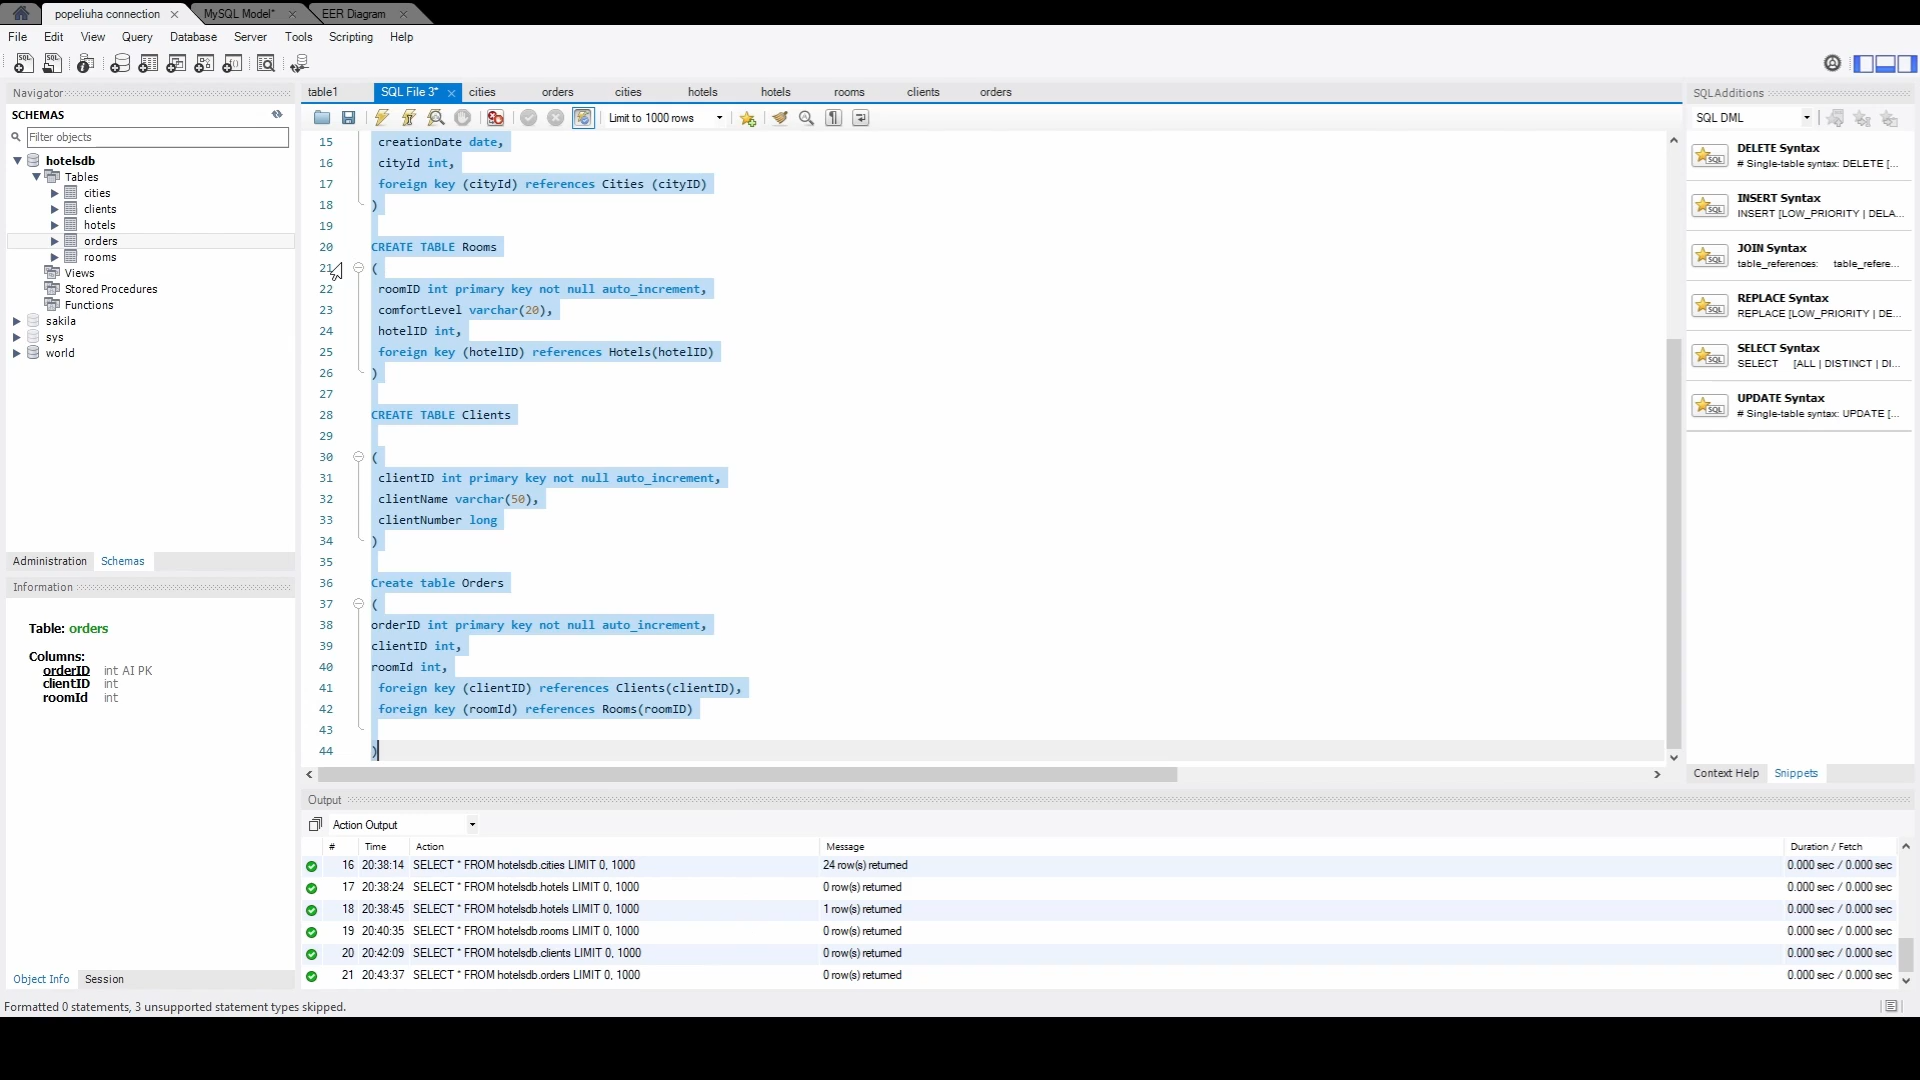 popeliuha connection
MySQL Model*
EER Diagram
File Edit View Query Database Server Tools Scripting Help
Navigator
SCHEMAS
Filter objects
hotelsdb
Tables
cities
clients
hotels
orders
rooms
Views
Stored Procedures
Functions
sakila
sys
world
Administration Schemas
Information
Table: orders
Columns:
orderID int AI PK
clientID int
roomId int
Object Info Session
table1 SQL File 3* cities orders cities hotels hotels rooms clients orders
Limit to 1000 rows
15 creationDate date,
16 cityId int,
17 foreign key (cityId) references Cities (cityID)
18 )
19
20 CREATE TABLE Rooms
21 (
22 roomID int primary key not null auto_increment,
23 comfortLevel varchar(20),
24 hotelID int,
25 foreign key (hotelID) references Hotels(hotelID)
26 )
27
28 CREATE TABLE Clients
29
30 (
31 clientID int primary key not null auto_increment,
32 clientName varchar(50),
33 clientNumber long
34 )
35
36 Create table Orders
37 (
38 orderID int primary key not null auto_increment,
39 clientID int,
40 roomId int,
41 foreign key (clientID) references Clients(clientID),
42 foreign key (roomId) references Rooms(roomID)
43
44 )
Output
Action Output
# Time Action Message Duration / Fetch
16 20:38:14 SELECT * FROM hotelsdb.cities LIMIT 0, 1000 24 row(s) returned 0.000 sec / 0.000 sec
17 20:38:24 SELECT * FROM hotelsdb.hotels LIMIT 0, 1000 0 row(s) returned 0.000 sec / 0.000 sec
18 20:38:45 SELECT * FROM hotelsdb.hotels LIMIT 0, 1000 1 row(s) returned 0.000 sec / 0.000 sec
19 20:40:35 SELECT * FROM hotelsdb.rooms LIMIT 0, 1000 0 row(s) returned 0.000 sec / 0.000 sec
20 20:42:09 SELECT * FROM hotelsdb.clients LIMIT 0, 1000 0 row(s) returned 0.000 sec / 0.000 sec
21 20:43:37 SELECT * FROM hotelsdb.orders LIMIT 0, 1000 0 row(s) returned 0.000 sec / 0.000 sec
SQLAdditions
SQL DML
DELETE Syntax
# Single-table syntax: DELETE [...
INSERT Syntax
INSERT [LOW_PRIORITY | DELA...
JOIN Syntax
table_references: table_refere...
REPLACE Syntax
REPLACE [LOW_PRIORITY | DE...
SELECT Syntax
SELECT [ALL | DISTINCT | DI...
UPDATE Syntax
# Single-table syntax: UPDATE [...
Context Help Snippets
Formatted 0 statements, 3 unsupported statement types skipped.